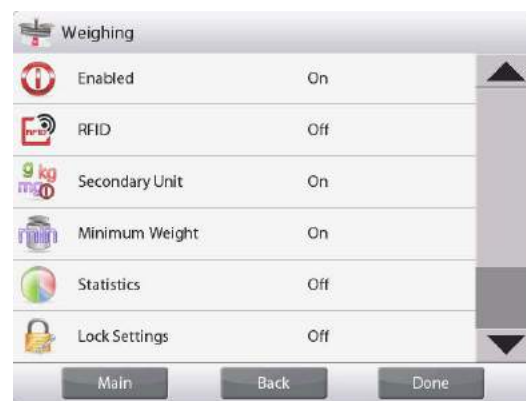 Weighing
Enabled On
RFID Off
g kg
mg
Secondary Unit On
min
Minimum Weight On
Statistics Off
Lock Settings Off
Main Back Done